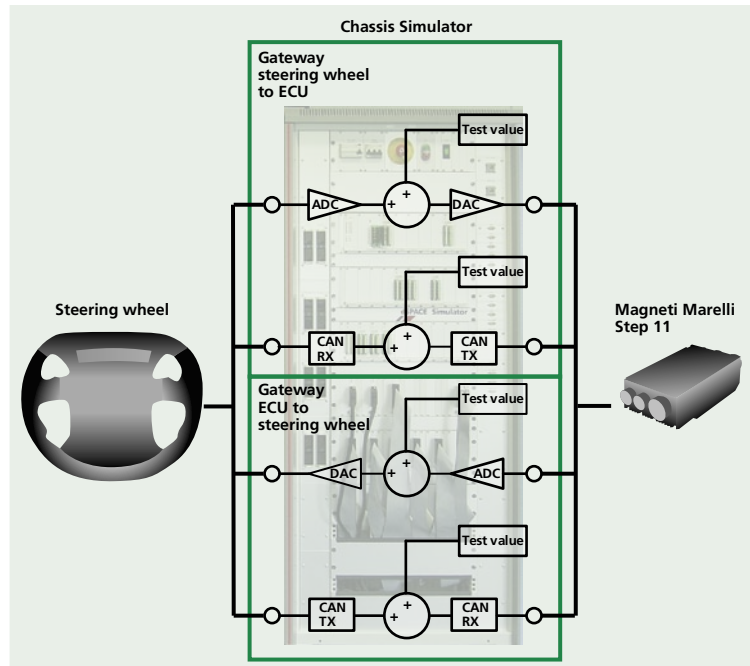 Chassis Simulator
Gateway
steering wheel
to ECU
Test value
ADC
+
+
DAC
Test value
Steering wheel
SPACE Simulator
Magneti Marelli
Step 11
CAN
RX
+
+
CAN
TX
Gateway
ECU to
steering wheel
Test value
DAC
+
+
ADC
Test value
CAN
TX
+
+
CAN
RX